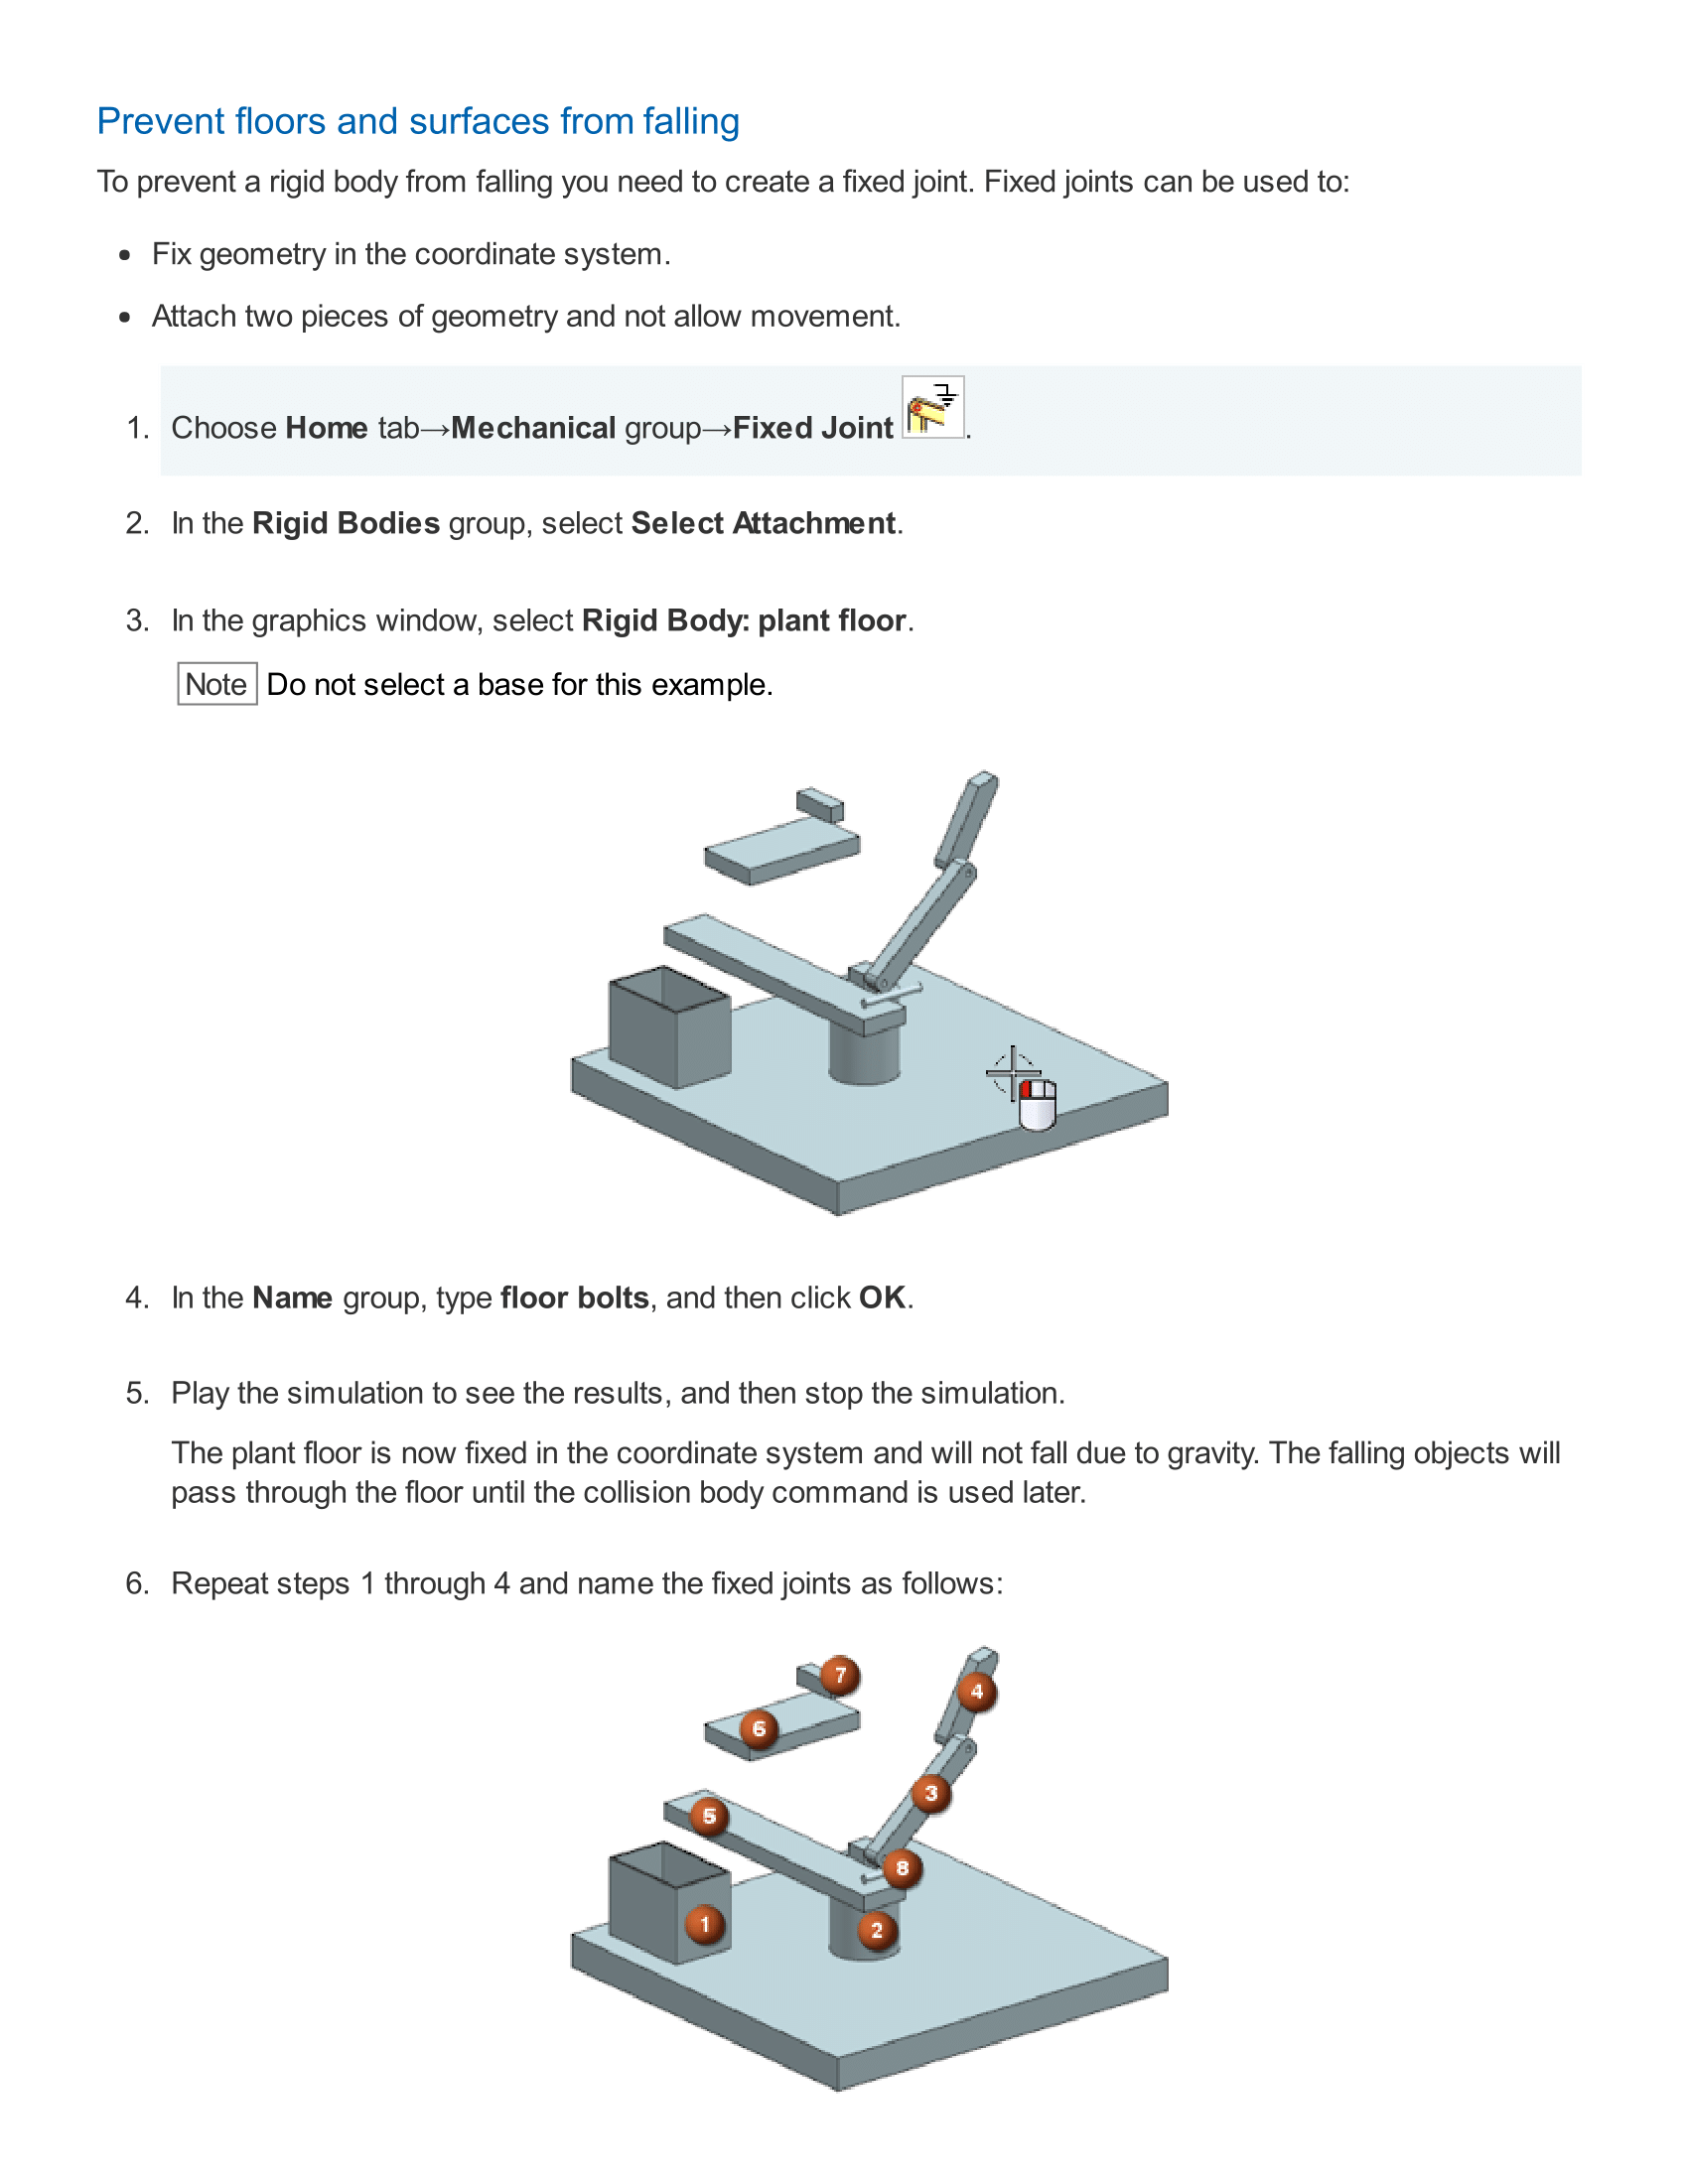 Prevent floors and surfaces from falling
To prevent a rigid body from falling you need to create a fixed joint. Fixed joints can be used to:
• Fix geometry in the coordinate system.
• Attach two pieces of geometry and not allow movement.
1. Choose Home tab→Mechanical group→Fixed Joint .
2. In the Rigid Bodies group, select Select Attachment.
3. In the graphics window, select Rigid Body: plant floor.
Note Do not select a base for this example.
4. In the Name group, type floor bolts, and then click OK.
5. Play the simulation to see the results, and then stop the simulation.
The plant floor is now fixed in the coordinate system and will not fall due to gravity. The falling objects will
pass through the floor until the collision body command is used later.
6. Repeat steps 1 through 4 and name the fixed joints as follows:
7
4
6
3
5
8
1
2